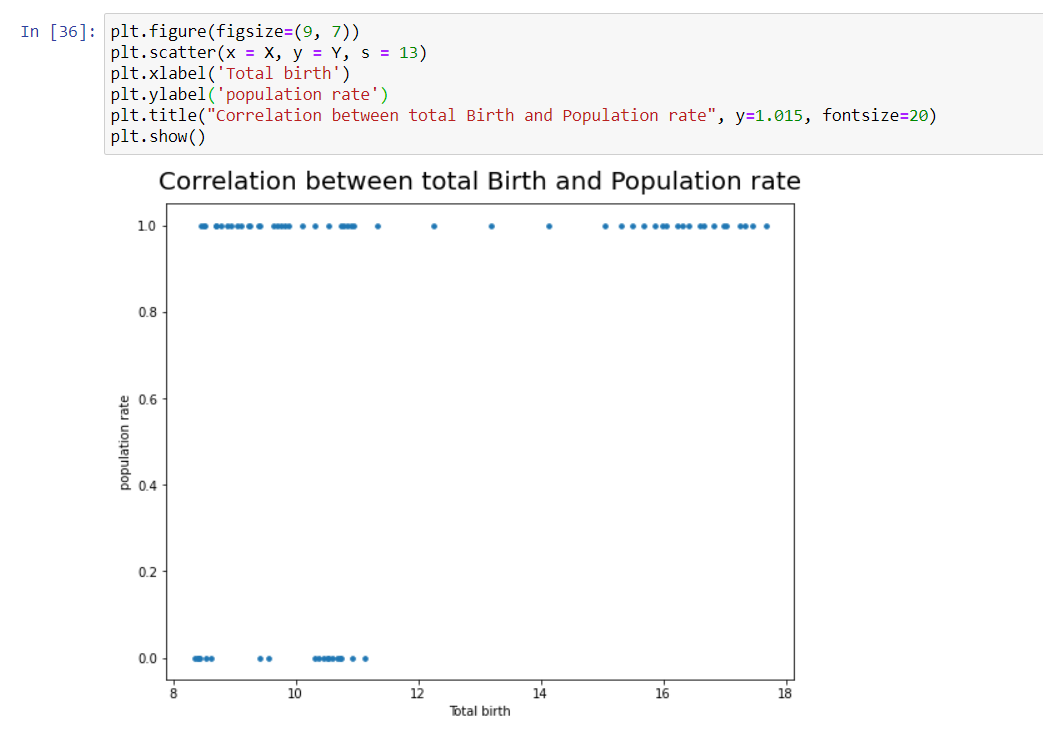 In [36]: plt.figure(figsize=(9, 7))
plt.scatter(x = X, y = Y, s = 13)
plt.xlabel('Total birth')
plt.ylabel('population rate')
plt.title("Correlation between total Birth and Population rate", y=1.015, fontsize=20)
plt.show()
Correlation between total Birth and Population rate
1.0
0.8
0.6
0.4
0.2
0.0
population rate
8 10 12 14 16 18
Total birth